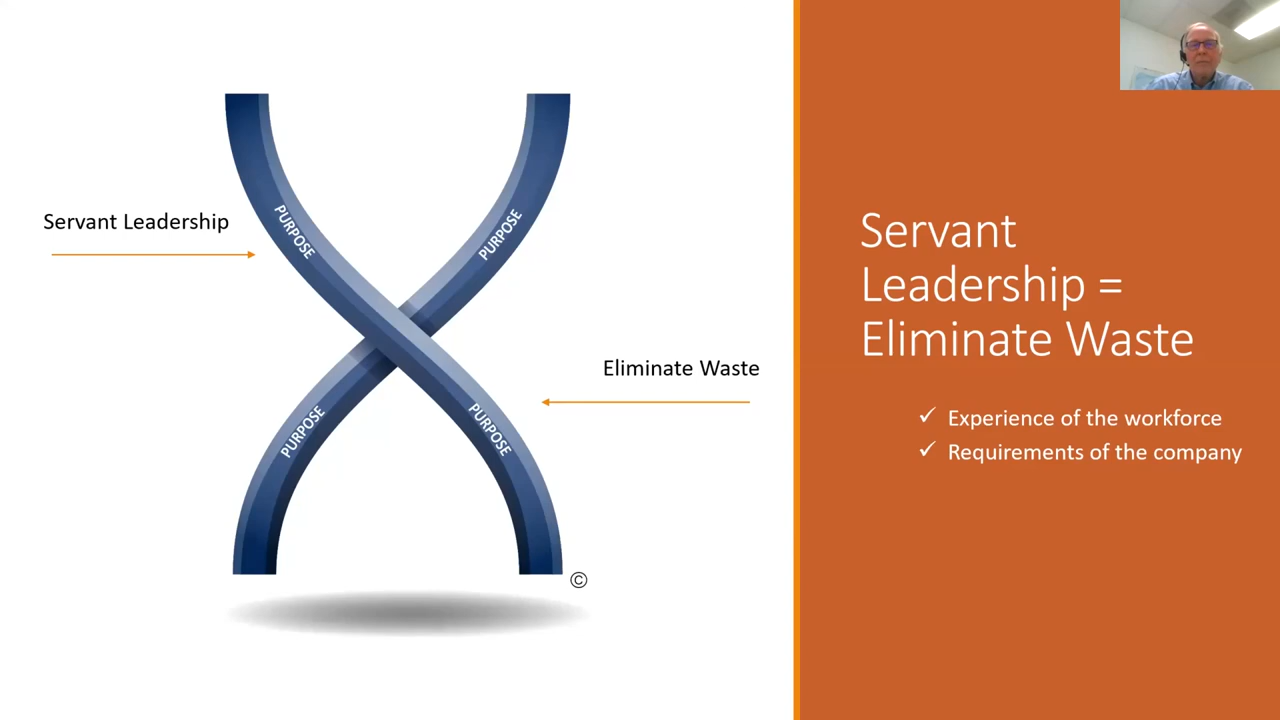 Servant Leadership
PURPOSE
PURPOSE
Eliminate Waste
PURPOSE
PURPOSE
©
Servant
Leadership =
Eliminate Waste
✓ Experience of the workforce
✓ Requirements of the company